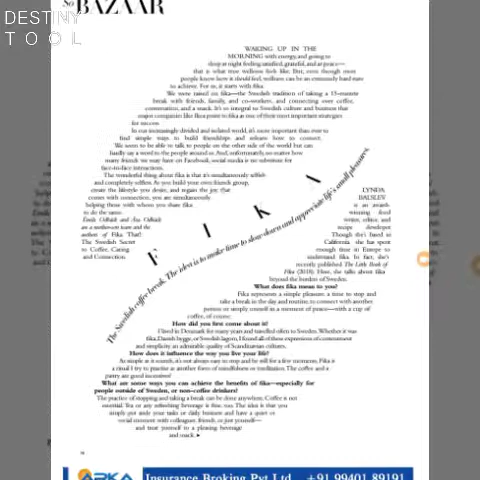 So BAZAAR
DESTINY
TOOL
WAKING UP IN THE
MORNING with energy, and going to
sleep at night feeling satisfied, grateful, and at peace—
that is what true wellness feels like. But, even though most
people know how it should feel, wellness can be an extremely hard state
to achieve. For us, it starts with fika.
We were raised on fika—the Swedish tradition of taking a 15-minute
break with friends, family, and co-workers, and connecting over coffee,
conversation, and a snack. It's so integral to Swedish culture and business that
major companies like Ikea point to fika as one of their most important strategies
for success.
In our increasingly divided and isolated world, it's more important than ever to
find simple ways to build friendships and relearn how to connect.
We seem to be able to talk to people on the other side of the world but can
hardly say a word to the people around us. And, unfortunately, no matter how
many friends we may have on Facebook, social media is no substitute for
face-to-face interactions.
The wonderful thing about fika is that it's simultaneously selfish
and completely selfless. As you build your own friend group,
create the lifestyle you desire, and regain the joy that
comes with connection, you are simultaneously
helping those with whom you share fika
to do the same.
are a mother-son team and the
authors of Fika That!
The Swedish Secret
to Coffee, Caring
and Connection.
F I K A
The Swedish coffee break. The idea is to make time to slow down and appreciate life's small pleasures.
LYNDA
BALSLEV
is an award-
winning food
writer, editor and
recipe developer
Though she's based in
California she has spent
enough time in Europe to
understand fika. In fact, she's
recently published The Little Book of
Fika (2018). Here, she talks about fika
beyond the borders of Sweden.
What does fika mean to you?
Fika represents a simple pleasure: a time to stop and
take a break in the day and routine, to connect with another
person or simply yourself in a moment of peace—with a cup of
coffee, of course.
How did you first come about it?
I lived in Denmark for many years and travelled often to Sweden. Whether it was
fika, Danish hygge, or Swedish lagom, I found all of these expressions of contentment
and simplicity an admirable quality of Scandinavian cultures.
How does it influence the way you live your life?
As simple as it sounds, it's not always easy to stop and be still for a few moments. Fika is
a ritual I try to practise as another form of mindfulness or meditation. The coffee and a
pastry are good incentives!
What are some ways you can achieve the benefits of fika—especially for
people outside of Sweden, or non-coffee drinkers?
The practice of stopping and taking a break can be done anywhere. Coffee is not
essential. Tea or any refreshing beverage is fine, too. The idea is that you
simply put aside your tasks or daily business and have a quiet or
social moment with colleagues, friends, or just yourself—
and treat yourself to a pleasing beverage
and snack. ►
ARKA Insurance Broking Pvt Ltd +91 99401 89191